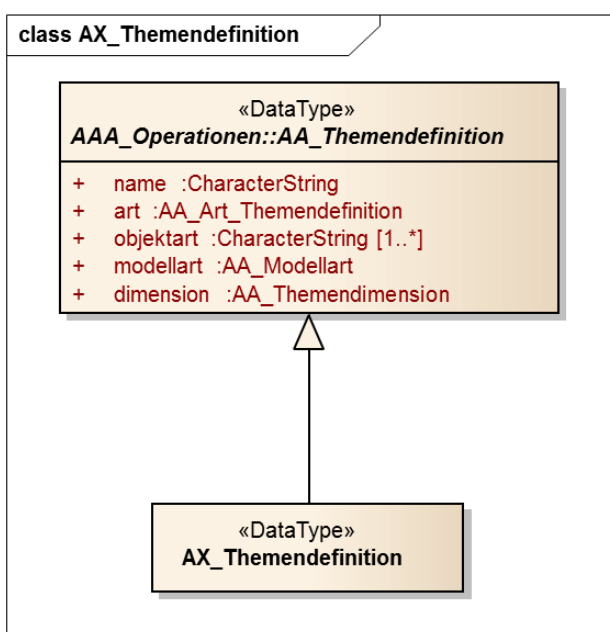 class AX_Themendefinition
«DataType»
AAA_Operationen::AA_Themendefinition
+ name :CharacterString
+ art :AA_Art_Themendefinition
+ objektart :CharacterString [1..*]
+ modellart :AA_Modellart
+ dimension :AA_Themendimension
«DataType»
AX_Themendefinition